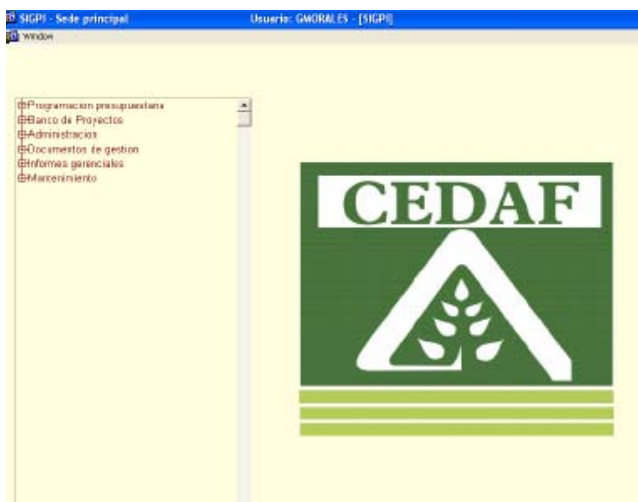 SIGPI - Sede principal Usuario: GMORALES - [SIGPI]
Window
Programacion presupuestaria
Banco de Proyectos
Administracion
Documentos de gestion
Informes gerenciales
Mantenimiento
CEDAF